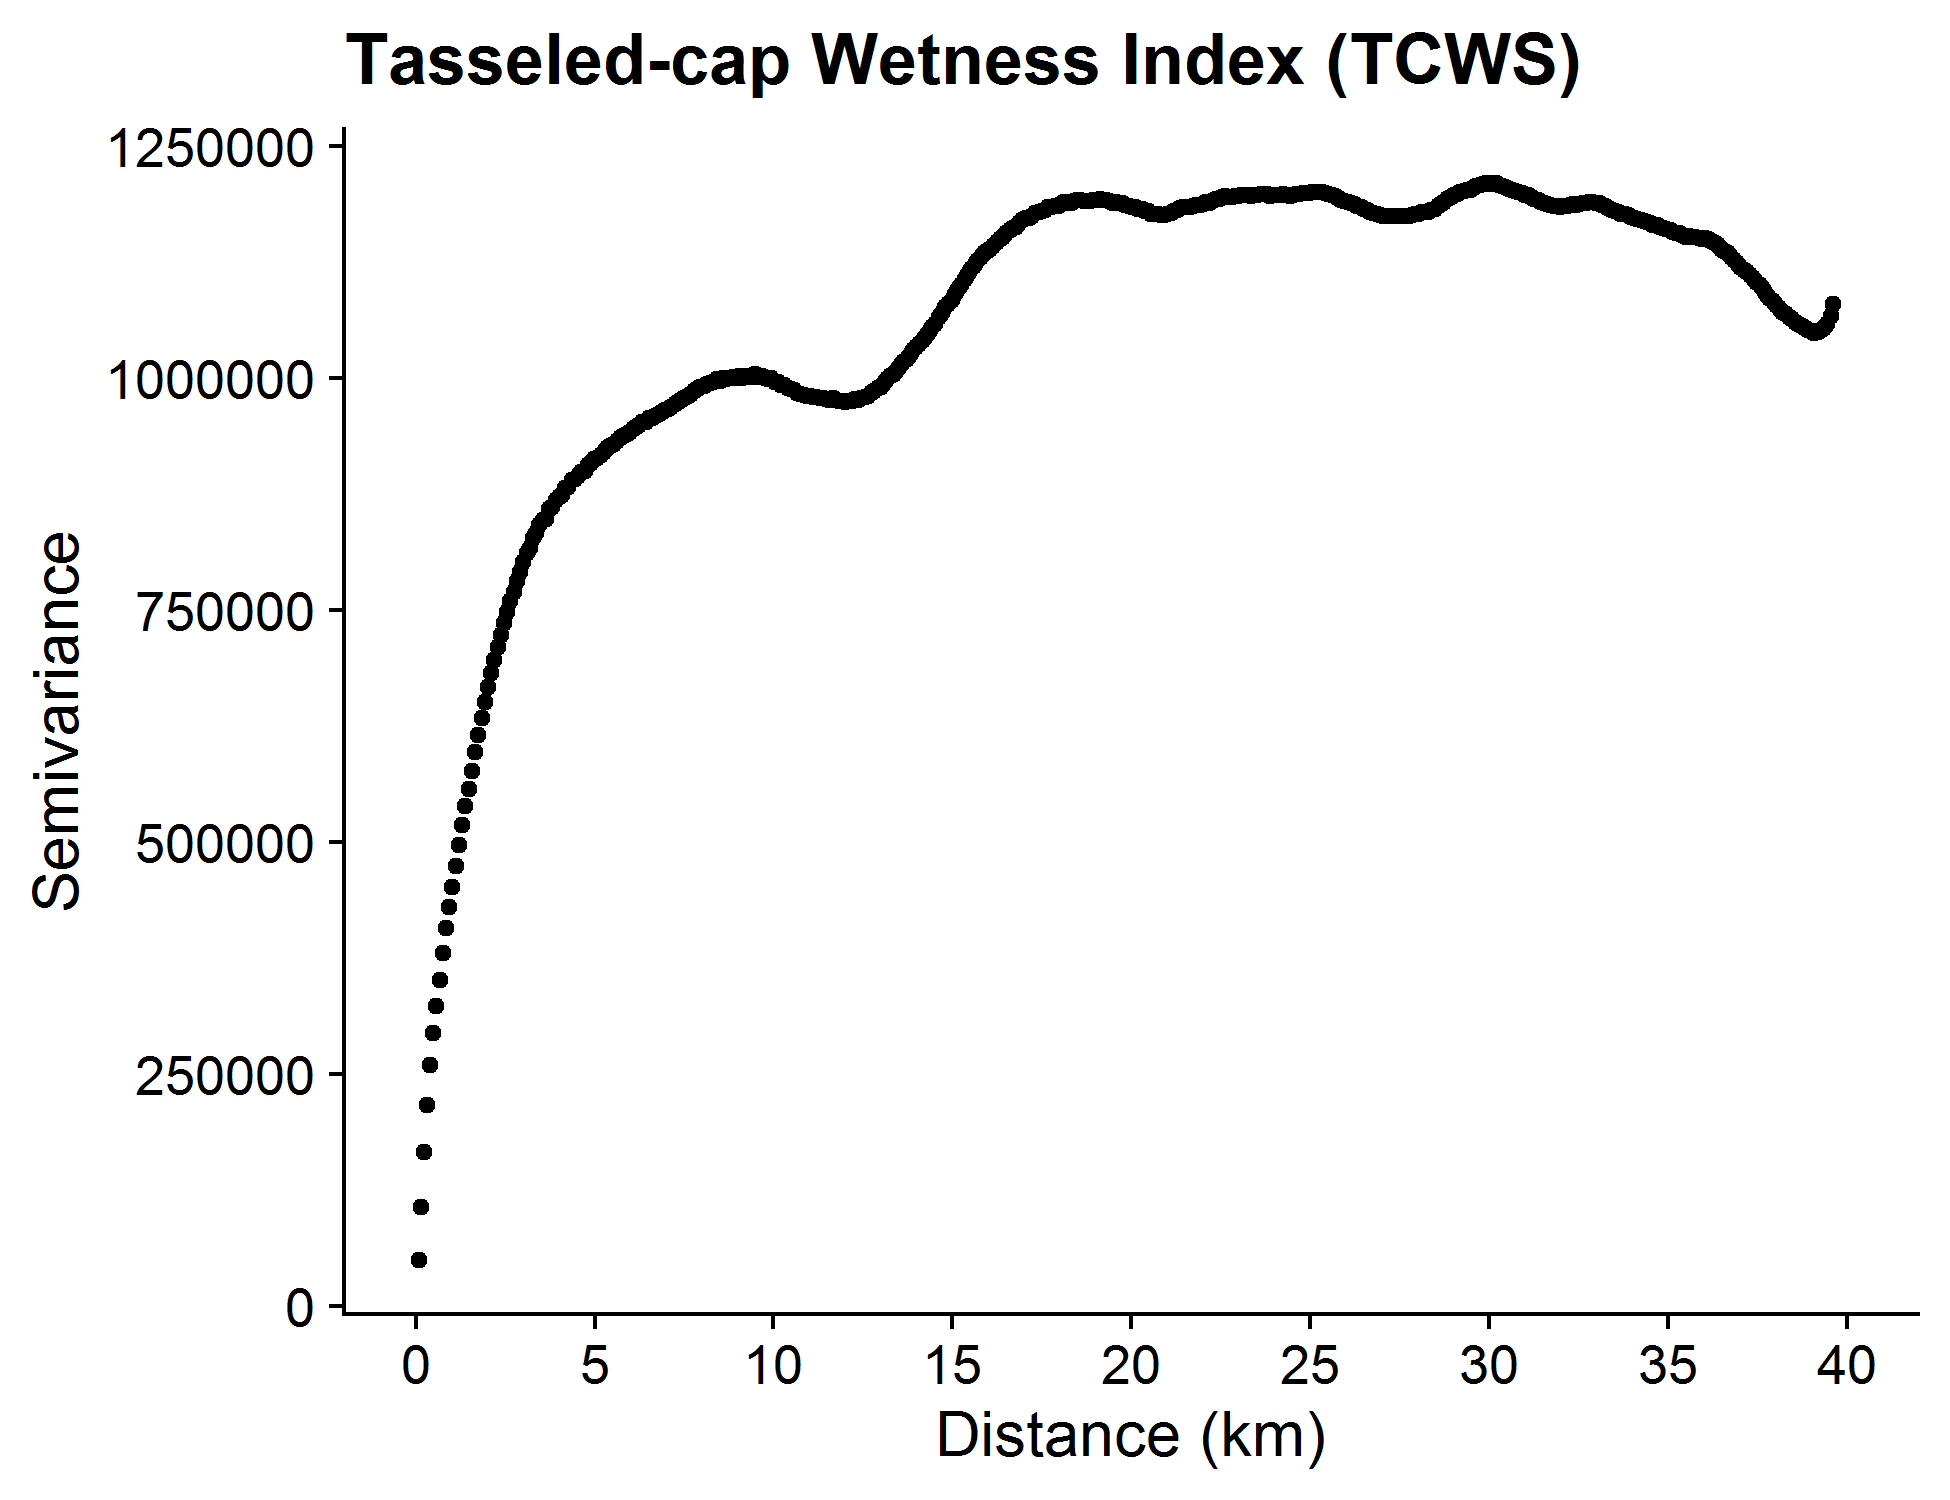 Tasseled-cap Wetness Index (TCWS)
1250000
1000000
750000
500000
250000
0
Semivariance
0 5 10 15 20 25 30 35 40
Distance (km)